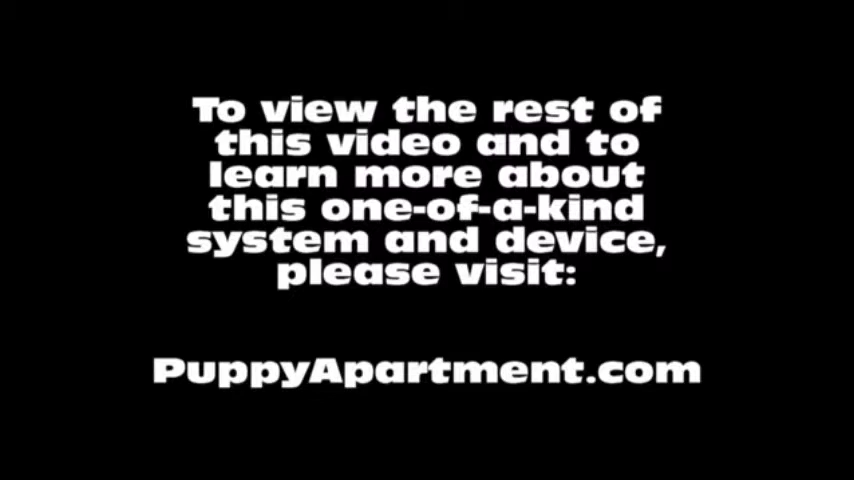 To view the rest of
this video and to
learn more about
this one-of-a-kind
system and device,
please visit:
PuppyApartment.com